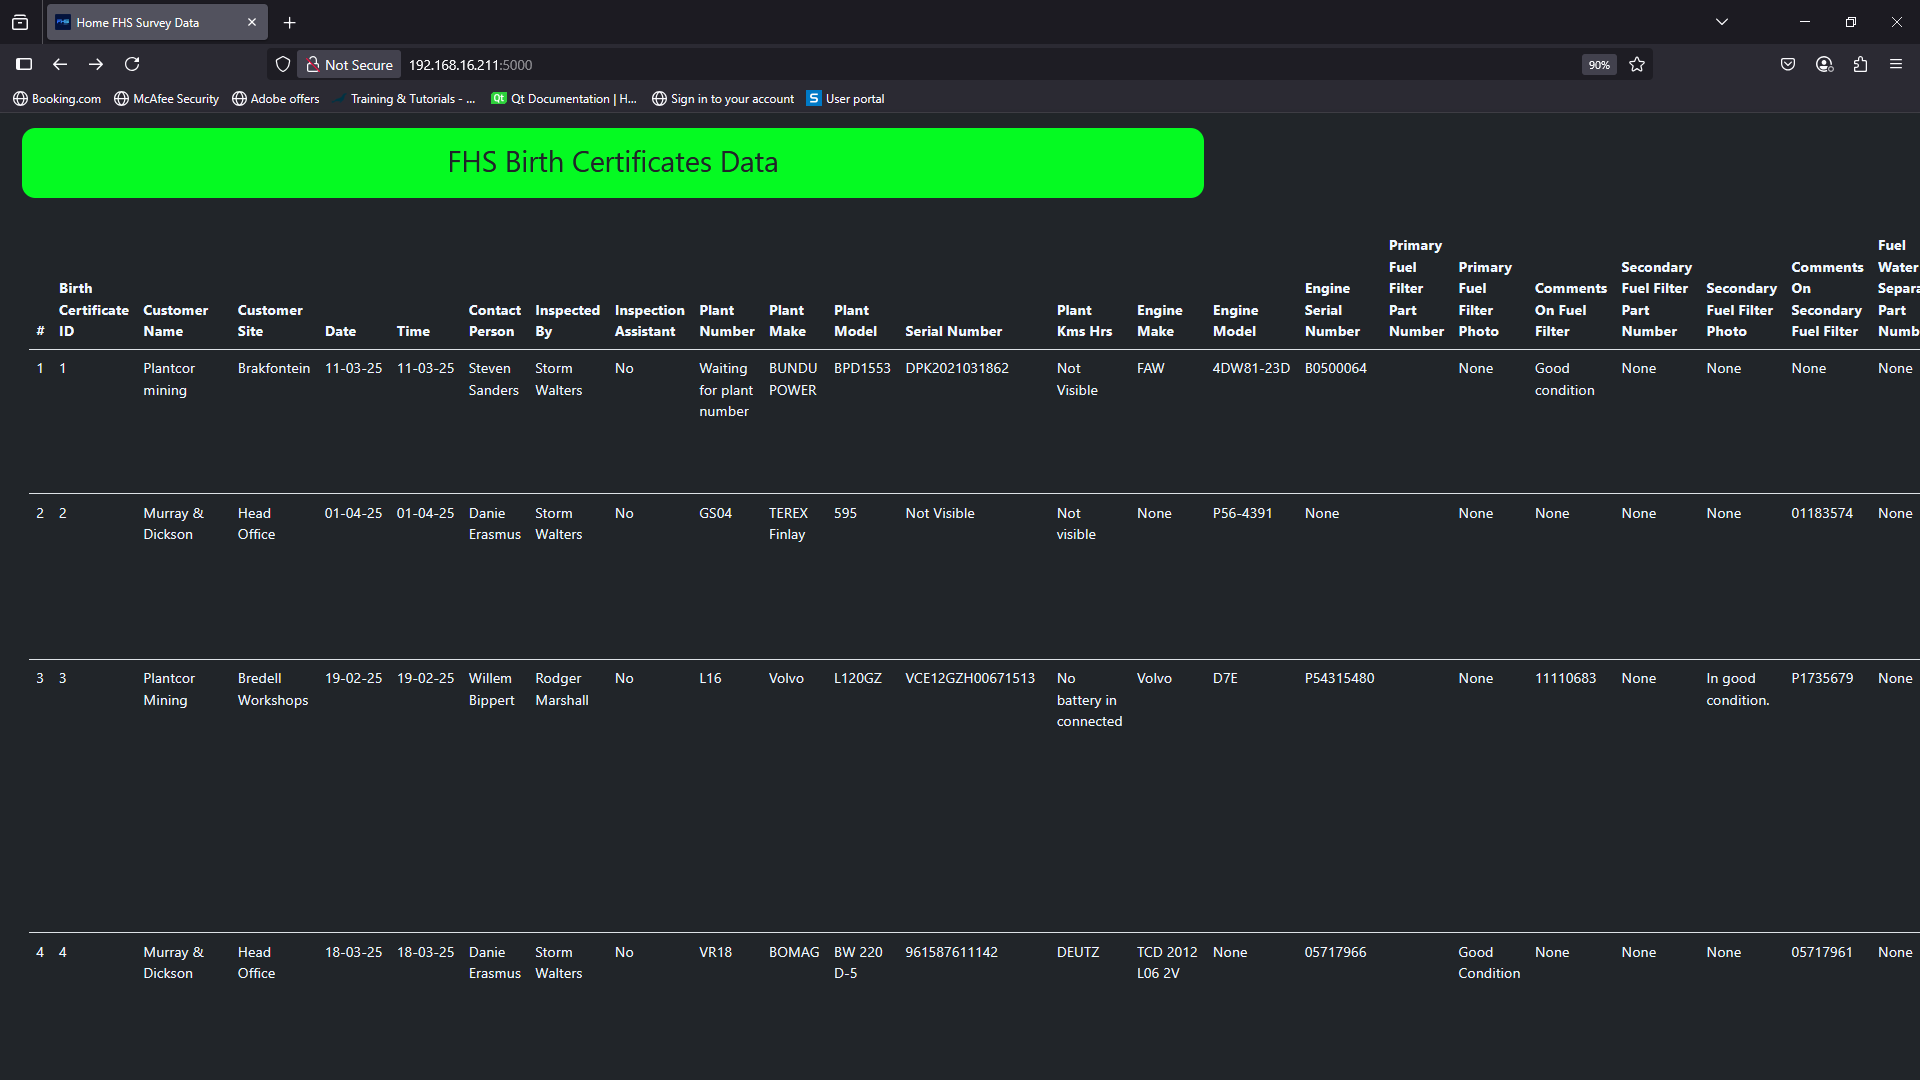 Home FHS Survey Data
Not Secure 192.168.16.211:5000 90%
Booking.com McAfee Security Adobe offers Training & Tutorials - ... Qt Documentation | H... Sign in to your account User portal
FHS Birth Certificates Data
# Birth Certificate ID Customer Name Customer Site Date Time Contact Person Inspected By Inspection Assistant Plant Number Plant Make Plant Model Serial Number Plant Kms Hrs Engine Make Engine Model Engine Serial Number Primary Fuel Filter Part Number Primary Fuel Filter Photo Comments On Fuel Filter Secondary Fuel Filter Part Number Secondary Fuel Filter Photo Comments On Secondary Fuel Filter Fuel Water Separa Part Numb
1 1 Plantcor mining Brakfontein 11-03-25 11-03-25 Steven Sanders Storm Walters No Waiting for plant number BUNDU POWER BPD1553 DPK2021031862 Not Visible FAW 4DW81-23D B0500064 None Good condition None None None None
2 2 Murray & Dickson Head Office 01-04-25 01-04-25 Danie Erasmus Storm Walters No GS04 TEREX Finlay 595 Not Visible Not visible None P56-4391 None None None None None 01183574 None
3 3 Plantcor Mining Bredell Workshops 19-02-25 19-02-25 Willem Bippert Rodger Marshall No L16 Volvo L120GZ VCE12GZH00671513 No battery in connected Volvo D7E P54315480 None 11110683 None In good condition. P1735679 None
4 4 Murray & Dickson Head Office 18-03-25 18-03-25 Danie Erasmus Storm Walters No VR18 BOMAG BW 220 D-5 961587611142 DEUTZ TCD 2012 L06 2V None 05717966 Good Condition None None None 05717961 None